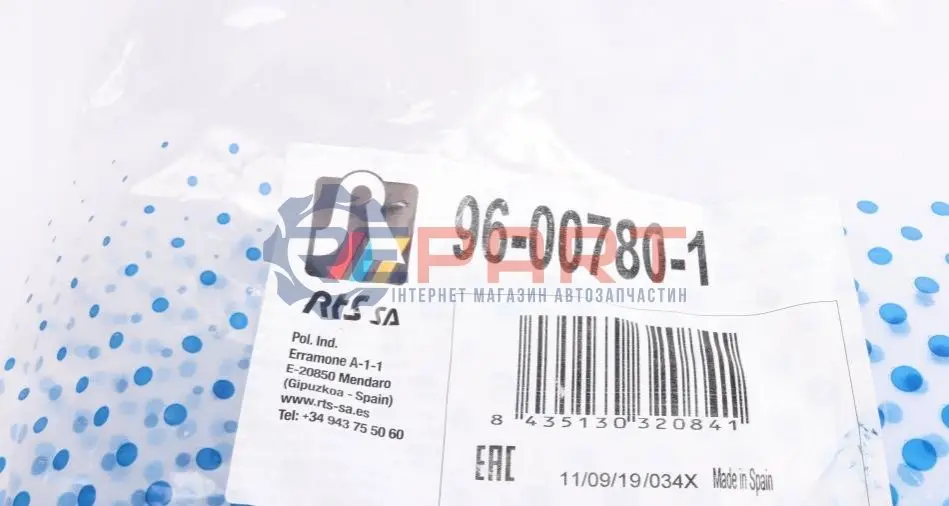 96-00780-1
REPART
ІНТЕРНЕТ МАГАЗИН АВТОЗАПЧАСТИН
RTS SA
Pol. Ind.
Erramone A-1-1
E-20850 Mendaro
(Gipuzkoa - Spain)
www.rts-sa.es
Tel: +34 943 75 50 60
8 435130 320841
EAC
11/09/19/034X Made in Spain